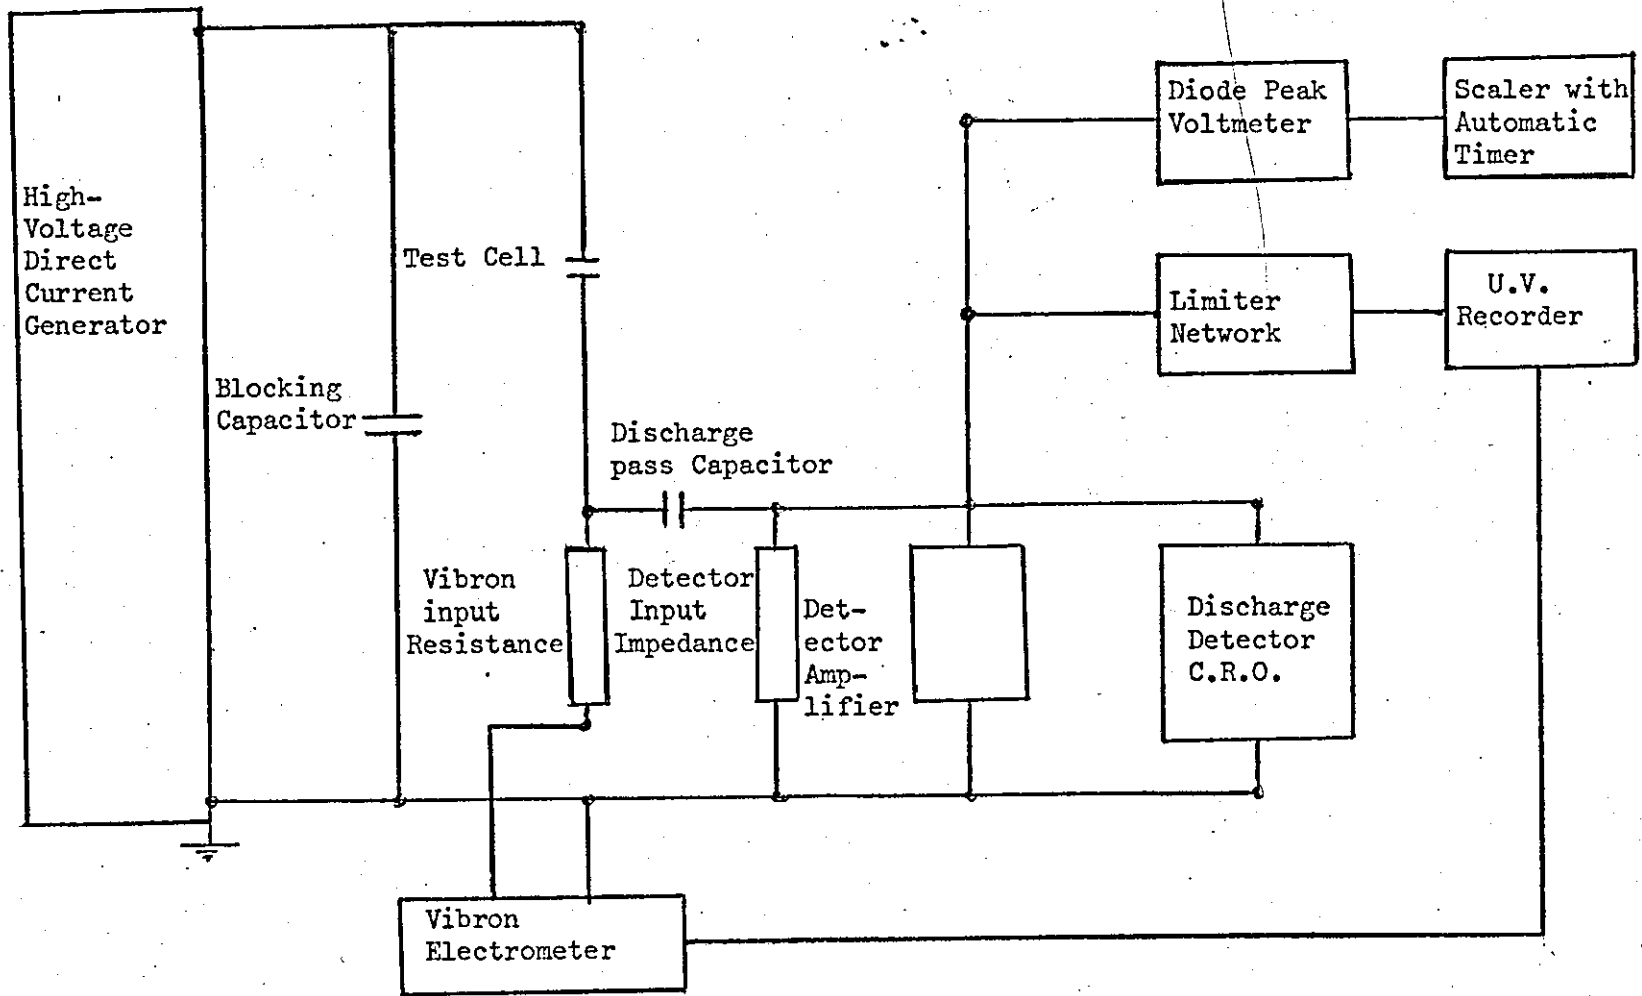 High-
Voltage
Direct
Current
Generator
Blocking
Capacitor
Test Cell
Discharge
pass Capacitor
Vibron
input
Resistance
Detector
Input
Impedance
Det-
ector
Amp-
lifier
Diode Peak
Voltmeter
Scaler with
Automatic
Timer
Limiter
Network
U.V.
Recorder
Discharge
Detector
C.R.O.
Vibron
Electrometer